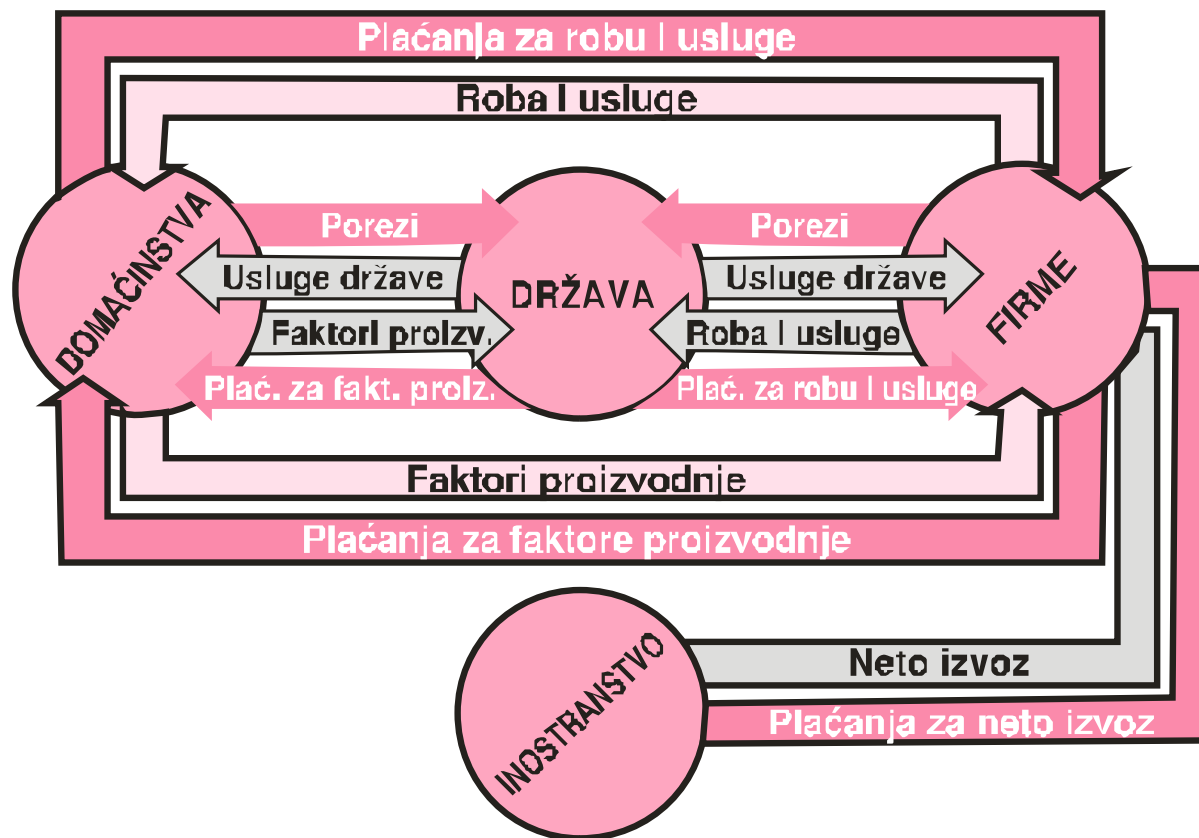 Plaćanja za robu I usluge
Roba I usluge
Porezi
Porezi
Usluge države
Usluge države
DOMAĆINSTVA
DRŽAVA
FIRME
FaktorI proIzv.
Roba I usluge
Plać. za fakt. proIz.
Plać. za robu I usluge
Faktori proizvodnje
Plaćanja za faktore proizvodnje
INOSTRANSTVO
Neto izvoz
Plaćanja za neto izvoz